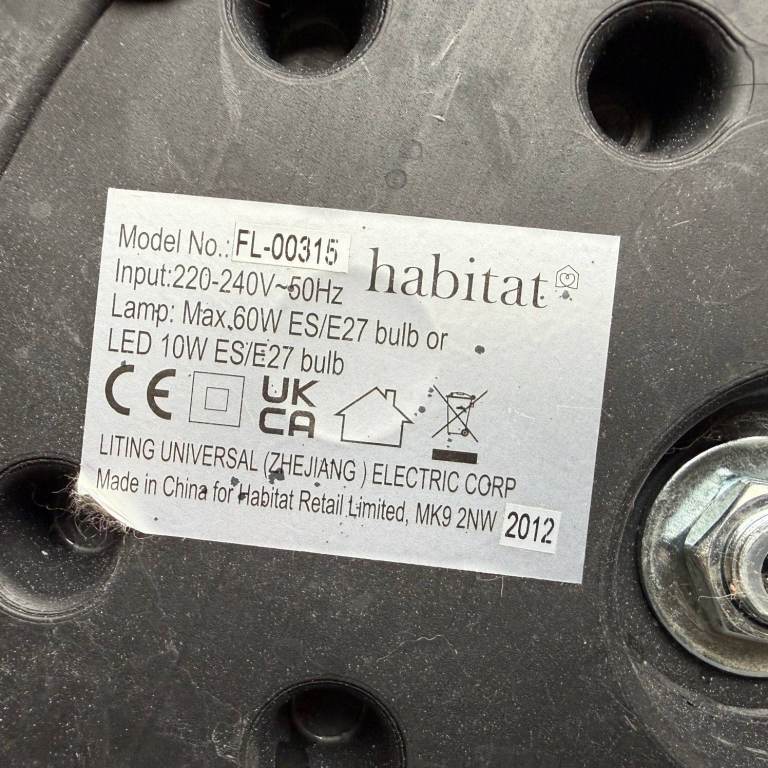 Model No.: FL-00315
habitat
Input:220-240V~50Hz
Lamp: Max.60W ES/E27 bulb or
LED 10W ES/E27 bulb
CE UK CA
LITING UNIVERSAL (ZHEJIANG ) ELECTRIC CORP
Made in China for Habitat Retail Limited, MK9 2NW 2012